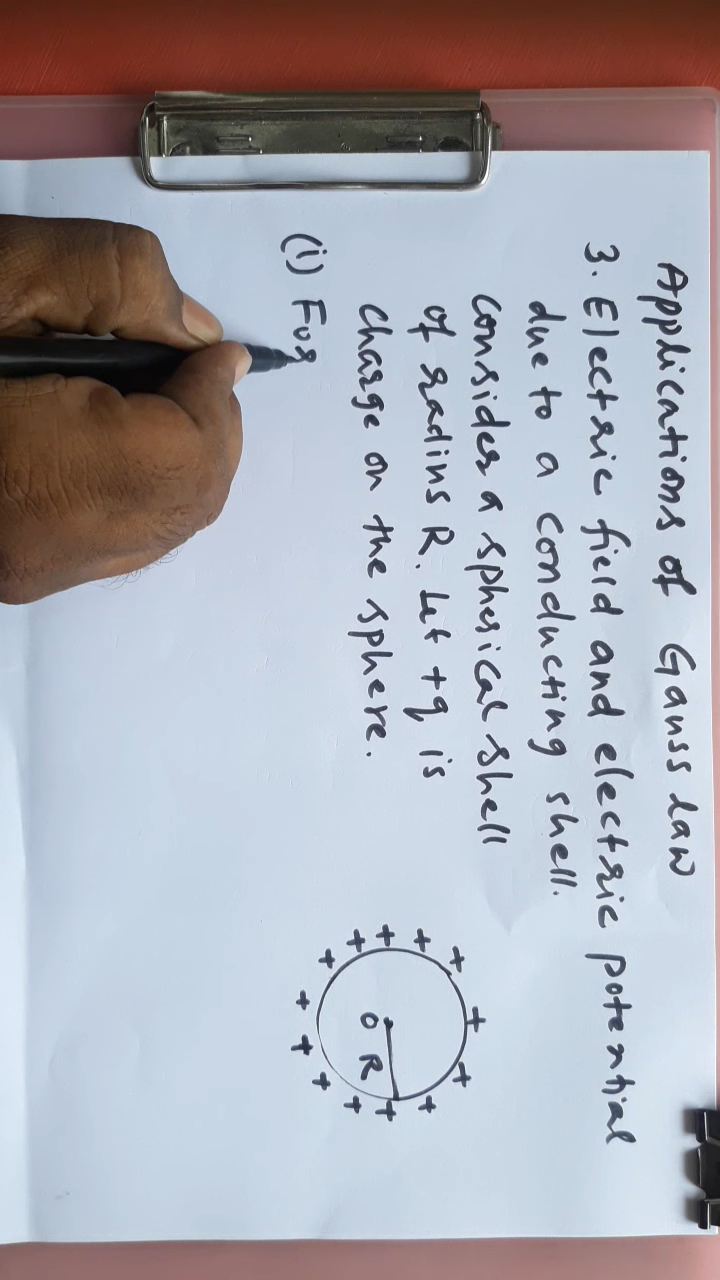 Applications of Gauss law
3. Electric field and electric potential
due to a conducting shell.
Consider a spherical shell
of radius R. Let +q is
charge on the sphere.
(i) For
O
R